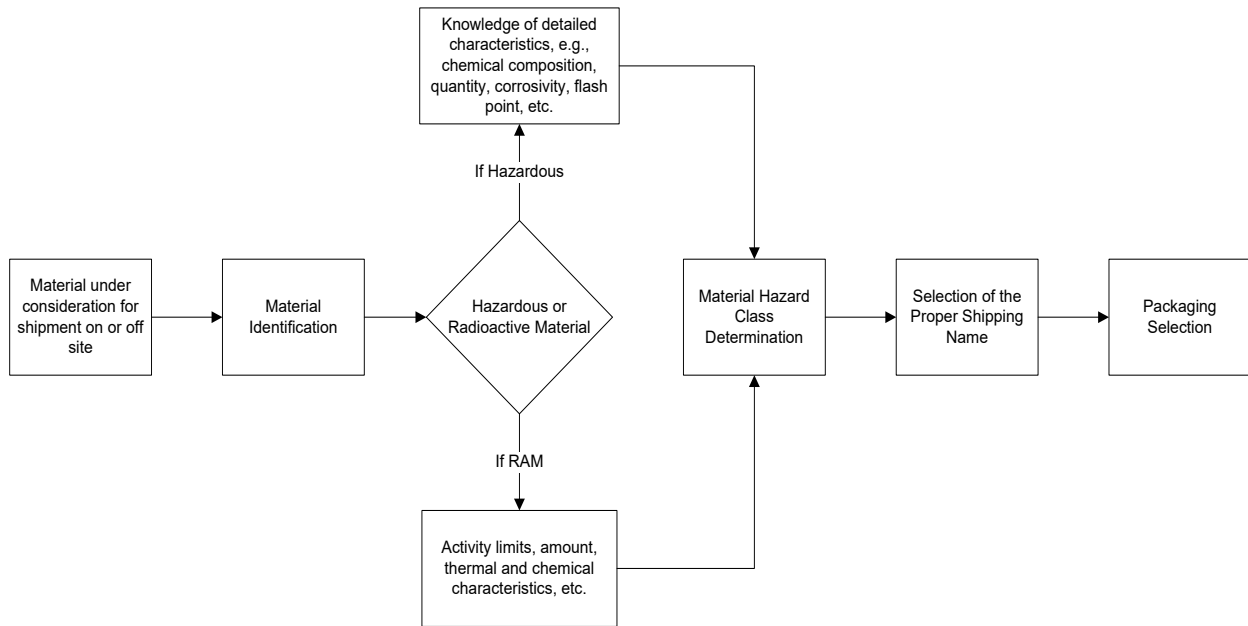 Knowledge of detailed
characteristics, e.g.,
chemical composition,
quantity, corrosivity, flash
point, etc.
If Hazardous
Material under
consideration for
shipment on or off
site
Material
Identification
Hazardous or
Radioactive Material
Material Hazard
Class
Determination
Selection of the
Proper Shipping
Name
Packaging
Selection
If RAM
Activity limits, amount,
thermal and chemical
characteristics, etc.